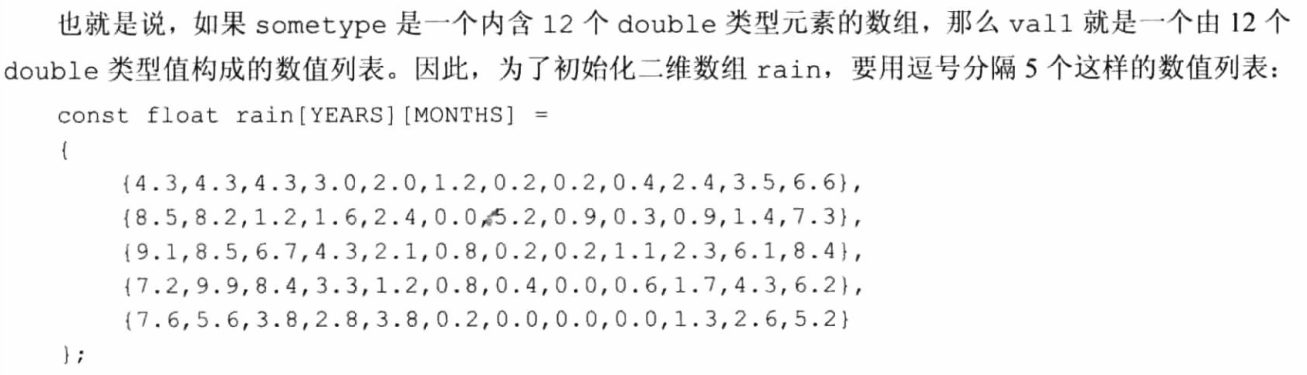 也就是说，如果 sometype 是一个内含 12 个 double 类型元素的数组，那么 val1 就是一个由 12 个
double 类型值构成的数值列表。因此，为了初始化二维数组 rain，要用逗号分隔 5 个这样的数值列表：
const float rain[YEARS][MONTHS] =
{
{4.3,4.3,4.3,3.0,2.0,1.2,0.2,0.2,0.4,2.4,3.5,6.6},
{8.5,8.2,1.2,1.6,2.4,0.0,5.2,0.9,0.3,0.9,1.4,7.3},
{9.1,8.5,6.7,4.3,2.1,0.8,0.2,0.2,1.1,2.3,6.1,8.4},
{7.2,9.9,8.4,3.3,1.2,0.8,0.4,0.0,0.6,1.7,4.3,6.2},
{7.6,5.6,3.8,2.8,3.8,0.2,0.0,0.0,0.0,1.3,2.6,5.2}
};